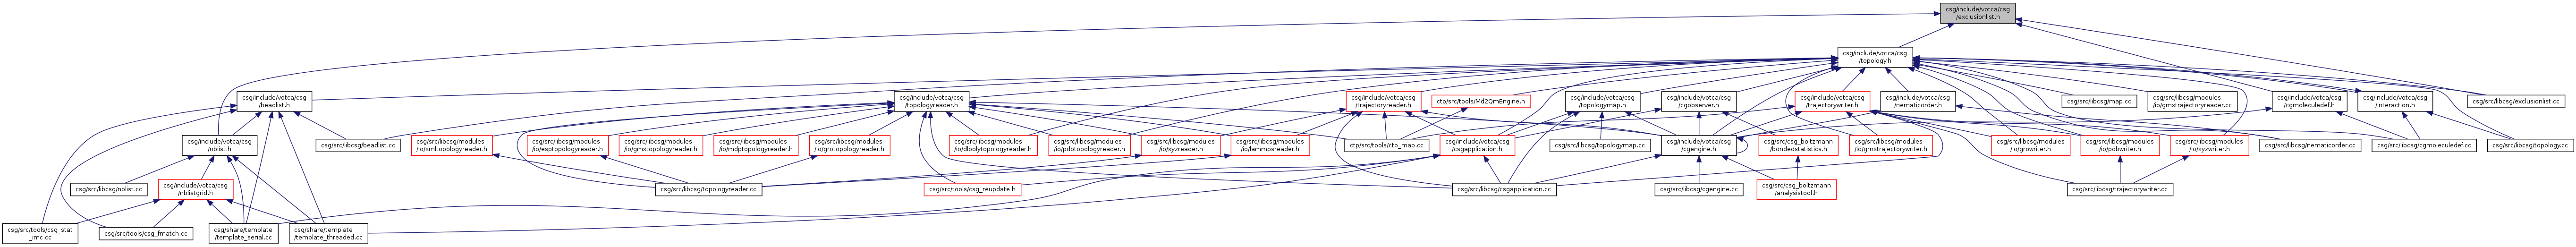 csg/include/votca/csg
/exclusionlist.h
csg/include/votca/csg
/topology.h
csg/include/votca/csg
/beadlist.h
csg/include/votca/csg
/topologyreader.h
csg/include/votca/csg
/trajectoryreader.h
ctp/src/tools/Md2QmEngine.h
csg/include/votca/csg
/topologymap.h
csg/include/votca/csg
/cgobserver.h
csg/include/votca/csg
/trajectorywriter.h
csg/include/votca/csg
/nematicorder.h
csg/src/libcsg/map.cc
csg/src/libcsg/modules
/io/gmxtrajectoryreader.cc
csg/include/votca/csg
/cgmoleculedef.h
csg/include/votca/csg
/interaction.h
csg/src/libcsg/exclusionlist.cc
csg/include/votca/csg
/nblist.h
csg/src/libcsg/beadlist.cc
csg/src/libcsg/modules
/io/xmltopologyreader.h
csg/src/libcsg/modules
/io/esptopologyreader.h
csg/src/libcsg/modules
/io/gmxtopologyreader.h
csg/src/libcsg/modules
/io/mdptopologyreader.h
csg/src/libcsg/modules
/io/grotopologyreader.h
csg/src/libcsg/modules
/io/dlpolytopologyreader.h
csg/src/libcsg/modules
/io/pdbtopologyreader.h
csg/src/libcsg/modules
/io/xyzreader.h
csg/src/libcsg/modules
/io/lammpsreader.h
ctp/src/tools/ctp_map.cc
csg/include/votca/csg
/csgapplication.h
csg/src/libcsg/topologymap.cc
csg/include/votca/csg
/cgengine.h
csg/src/csg_boltzmann
/bondedstatistics.h
csg/src/libcsg/modules
/io/gmxtrajectorywriter.h
csg/src/libcsg/modules
/io/growriter.h
csg/src/libcsg/modules
/io/pdbwriter.h
csg/src/libcsg/modules
/io/xyzwriter.h
csg/src/libcsg/nematicorder.cc
csg/src/libcsg/cgmoleculedef.cc
csg/src/libcsg/topology.cc
csg/src/libcsg/nblist.cc
csg/include/votca/csg
/nblistgrid.h
csg/src/libcsg/topologyreader.cc
csg/src/tools/csg_reupdate.h
csg/src/libcsg/csgapplication.cc
csg/src/libcsg/cgengine.cc
csg/src/csg_boltzmann
/analysistool.h
csg/src/libcsg/trajectorywriter.cc
csg/src/tools/csg_stat
_imc.cc
csg/src/tools/csg_fmatch.cc
csg/share/template
/template_serial.cc
csg/share/template
/template_threaded.cc